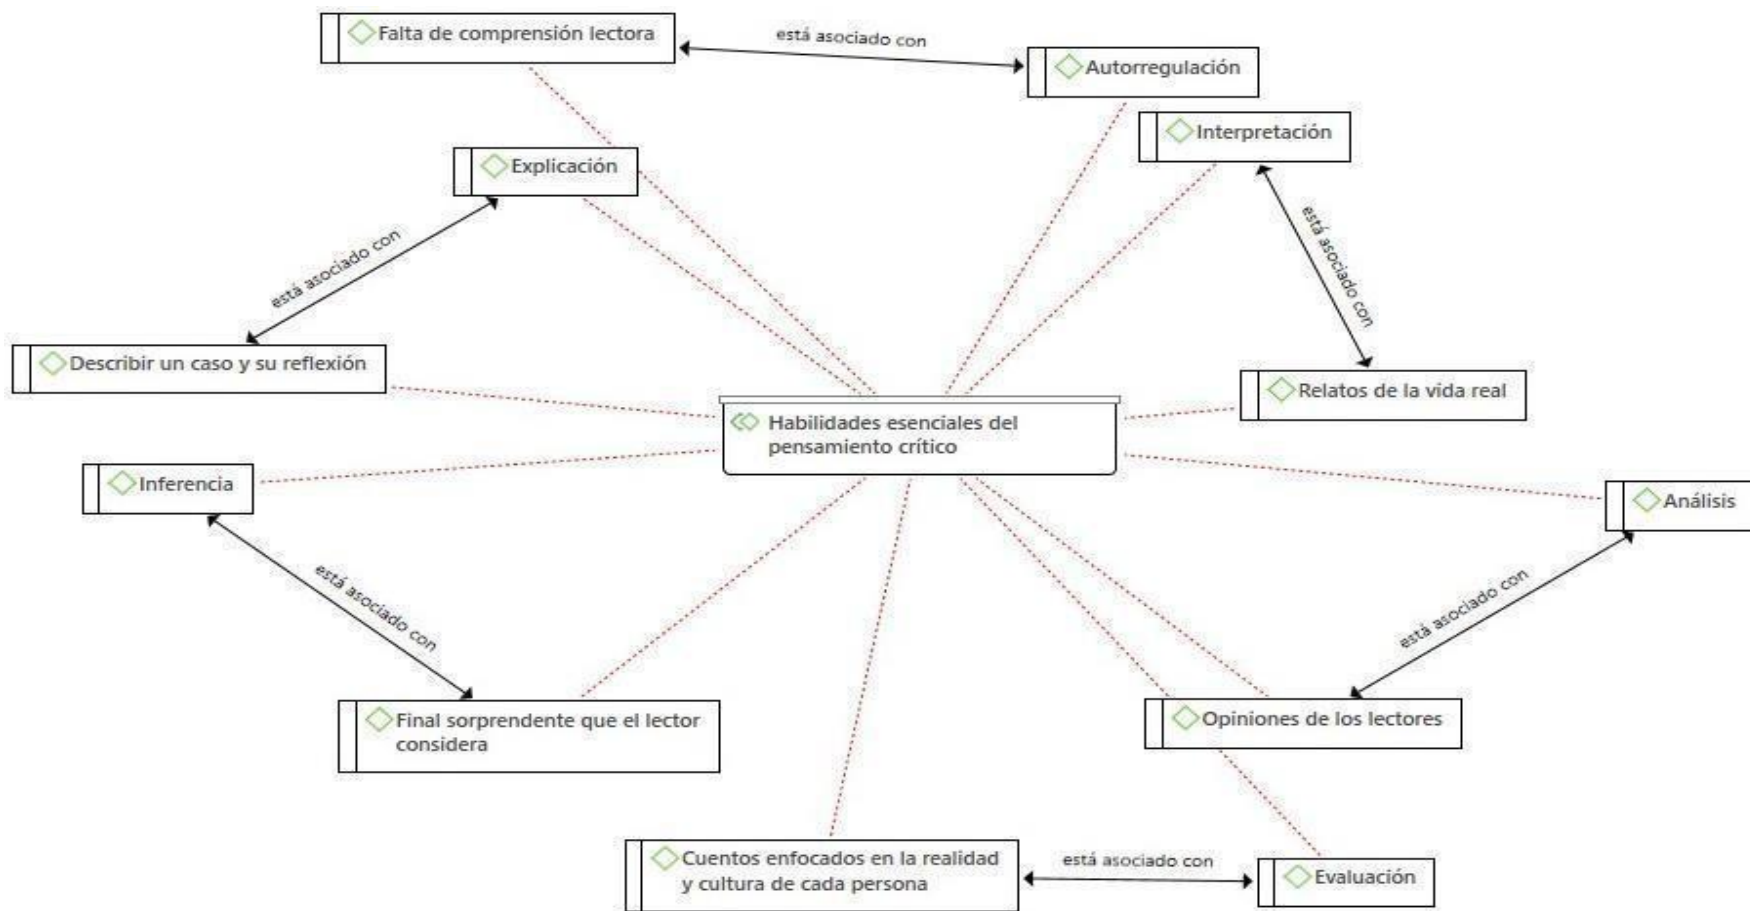 Falta de comprensión lectora
está asociado con
Autorregulación
Interpretación
Explicación
está asociado con
está asociado con
Describir un caso y su reflexión
Relatos de la vida real
Habilidades esenciales del
pensamiento crítico
Inferencia
Análisis
está asociado con
está asociado con
Final sorprendente que el lector
considera
Opiniones de los lectores
Cuentos enfocados en la realidad
y cultura de cada persona
está asociado con
Evaluación